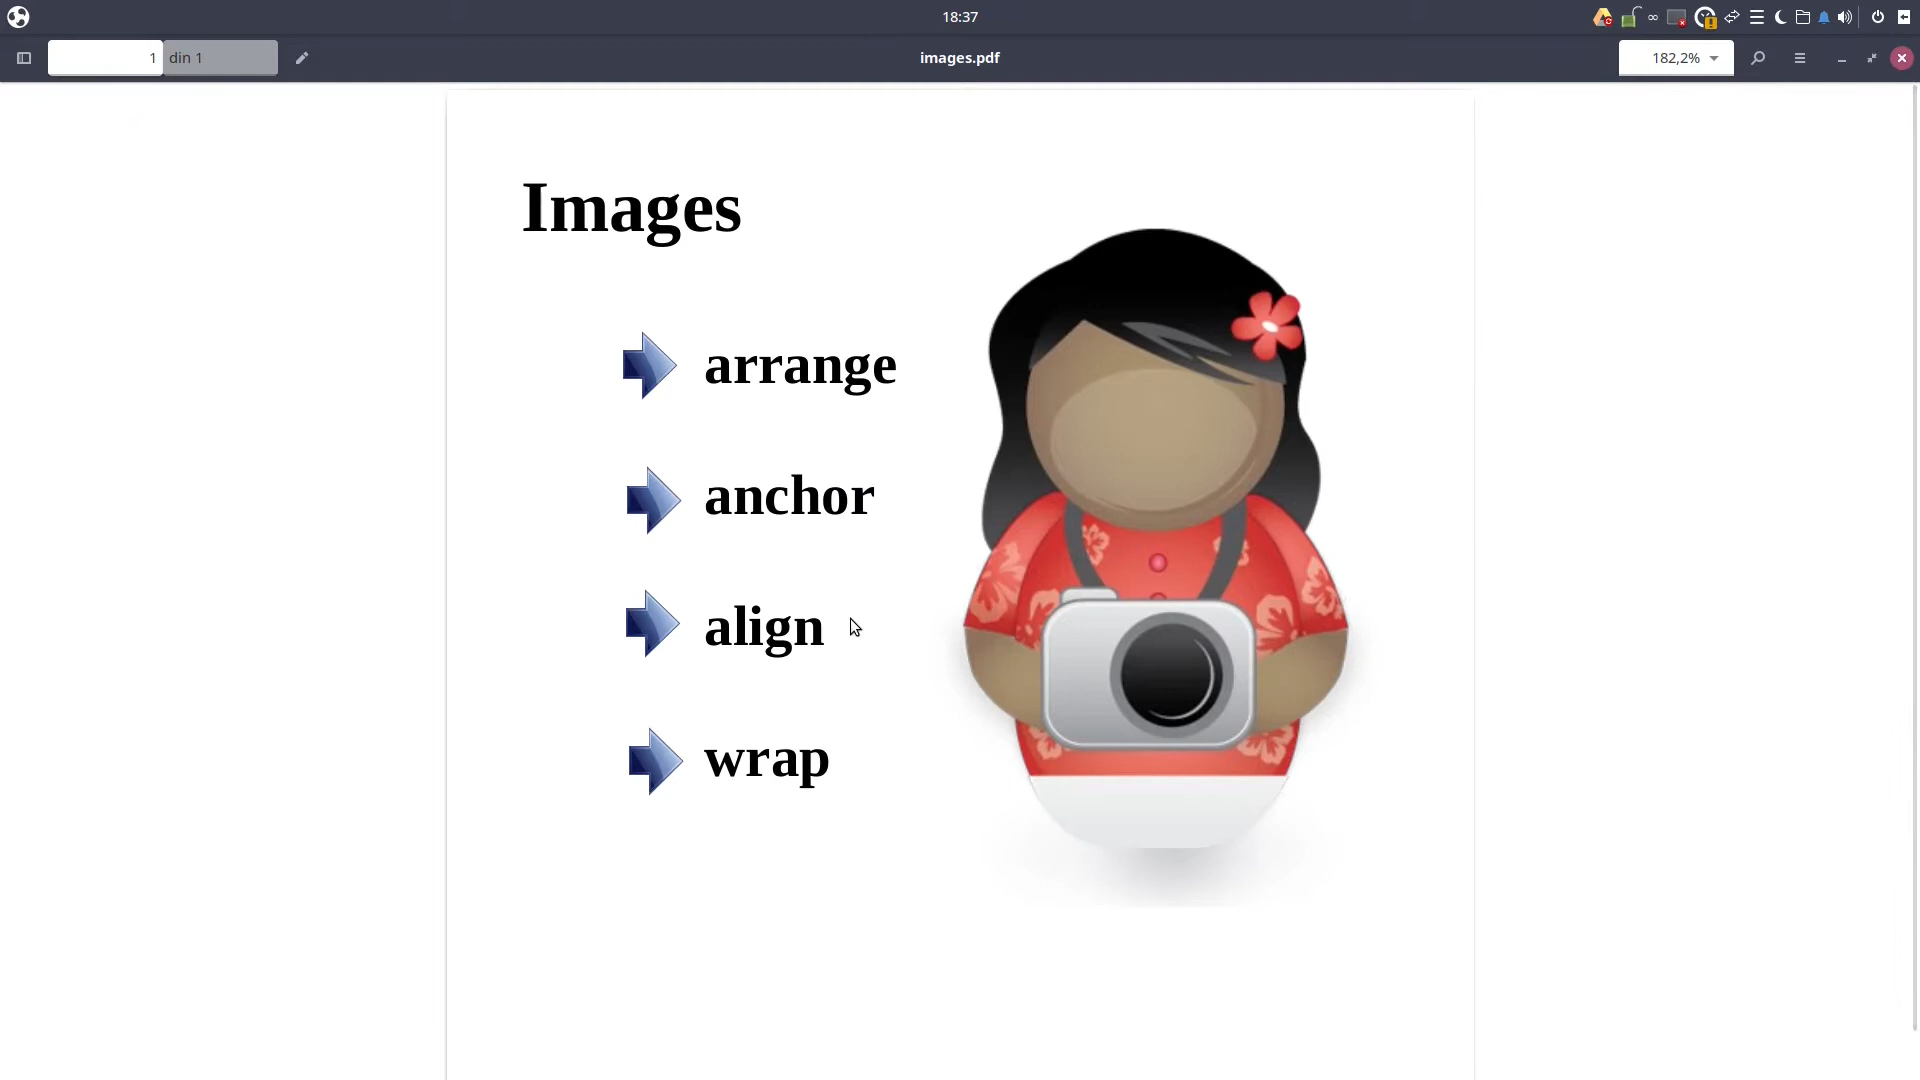 18:37
1 din 1
images.pdf
182,2%
Images
arrange
anchor
align
wrap